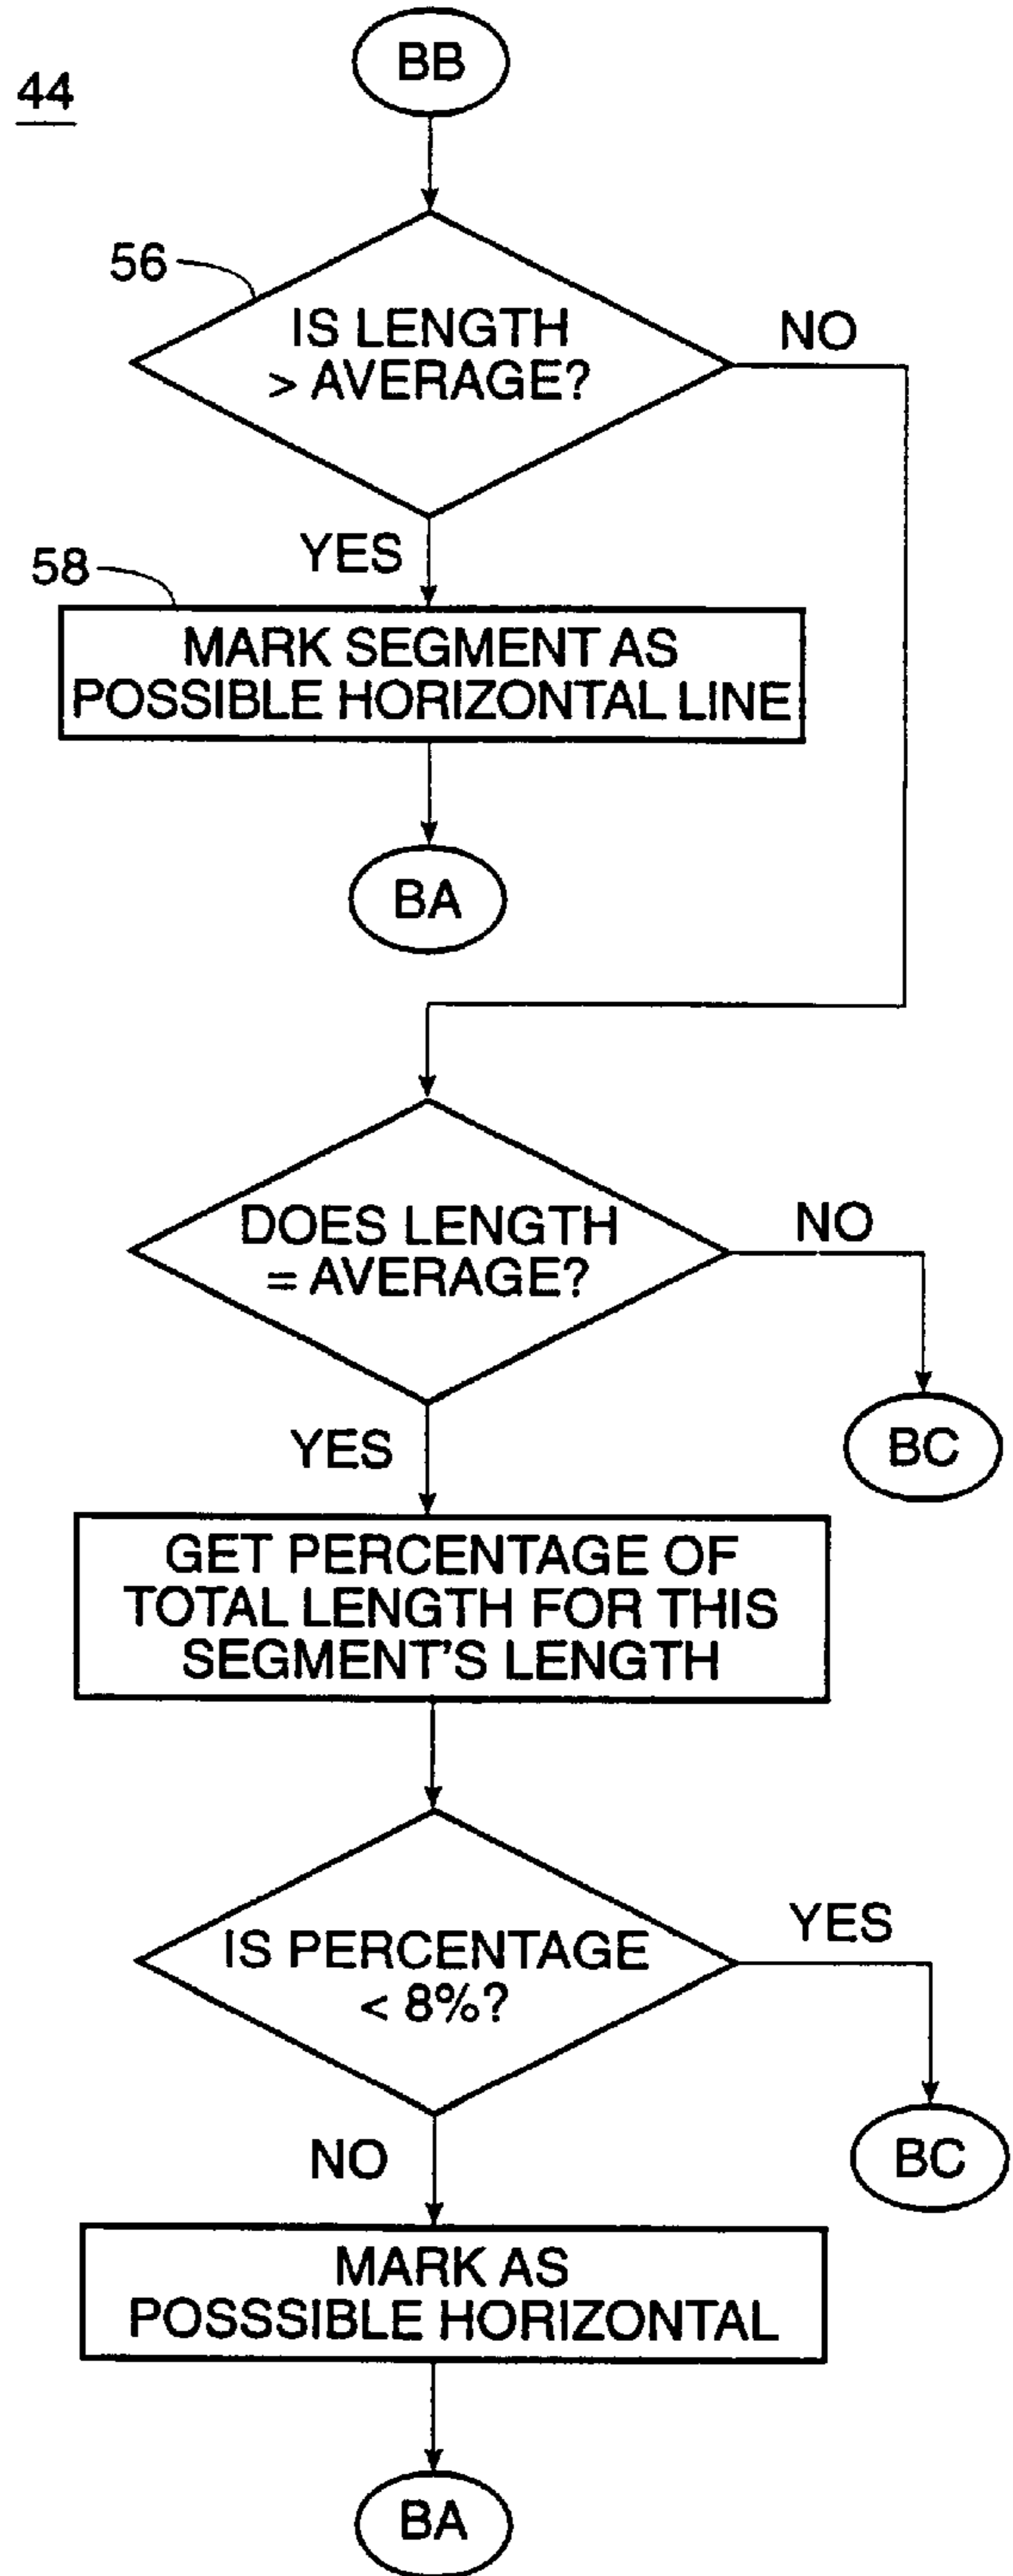 44
BB
56
IS LENGTH
> AVERAGE?
NO
YES
58
MARK SEGMENT AS
POSSIBLE HORIZONTAL LINE
BA
DOES LENGTH
= AVERAGE?
NO
YES
BC
GET PERCENTAGE OF
TOTAL LENGTH FOR THIS
SEGMENT'S LENGTH
IS PERCENTAGE
< 8%?
YES
NO
BC
MARK AS
POSSSIBLE HORIZONTAL
BA